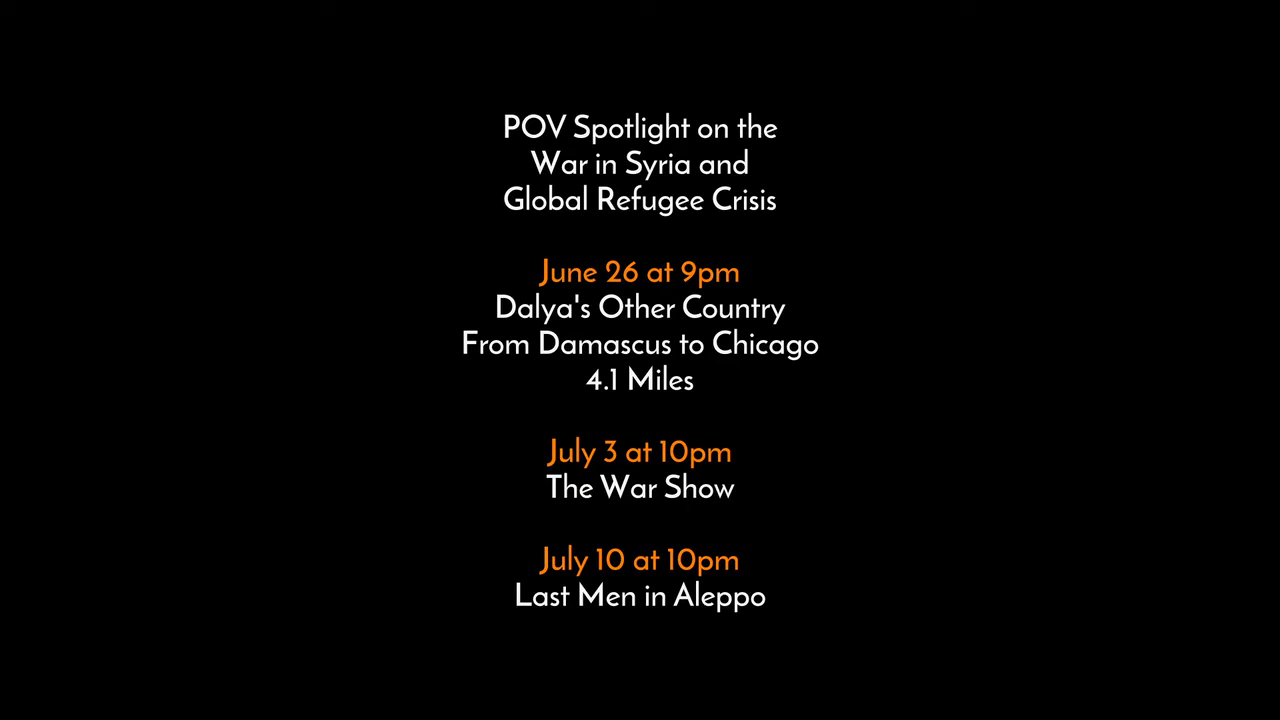 POV Spotlight on the
War in Syria and
Global Refugee Crisis
June 26 at 9pm
Dalya's Other Country
From Damascus to Chicago
4.1 Miles
July 3 at 10pm
The War Show
July 10 at 10pm
Last Men in Aleppo